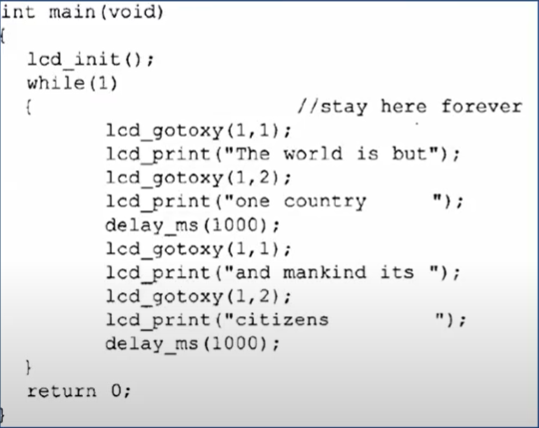 int main(void)
{
lcd_init();
while(1)
{ //stay here forever
lcd_gotoxy(1,1);
lcd_print("The world is but");
lcd_gotoxy(1,2);
lcd_print("one country      ");
delay_ms(1000);
lcd_gotoxy(1,1);
lcd_print("and mankind its ");
lcd_gotoxy(1,2);
lcd_print("citizens         ");
delay_ms(1000);
}
return 0;
}